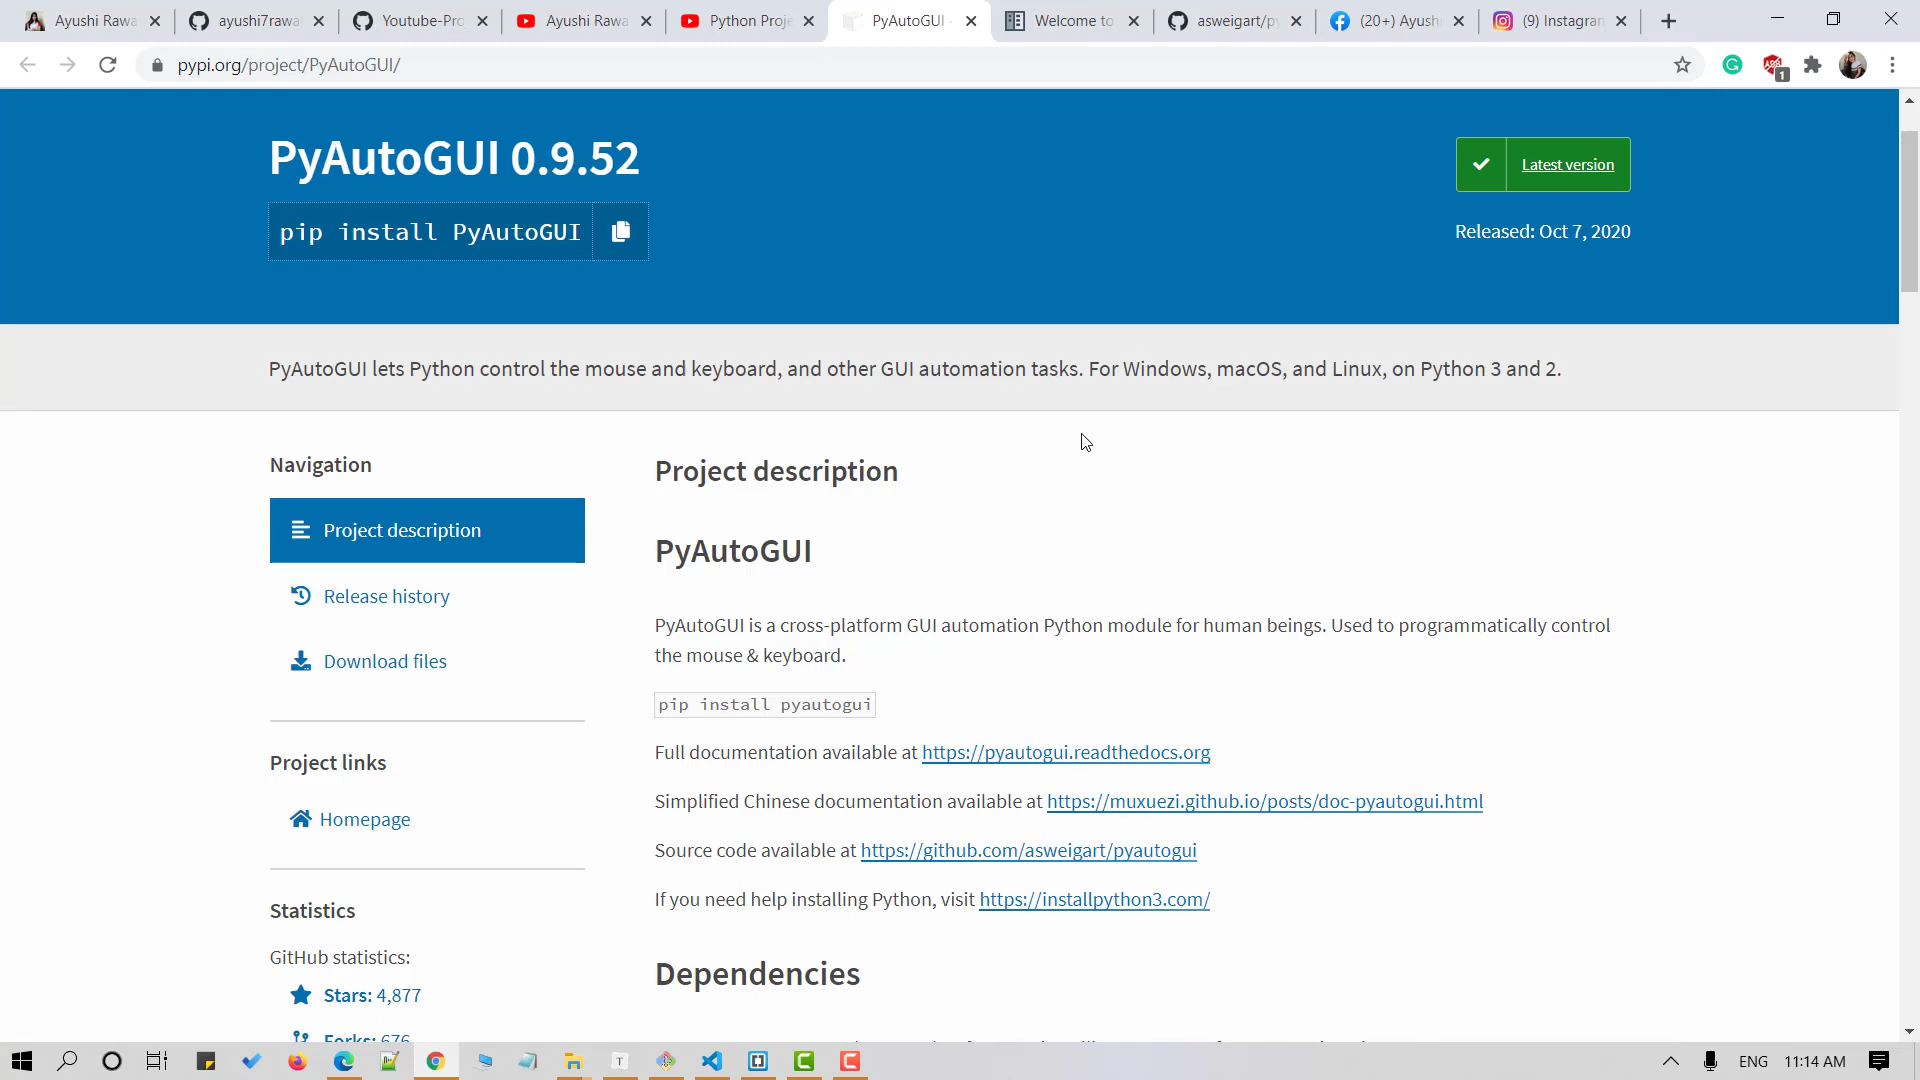 Ayushi Rawa
ayushi7rawa
Youtube-Pro
Ayushi Rawa
Python Proje
PyAutoGUI ·
Welcome to
asweigart/py
(20+) Ayush
(9) Instagram
pypi.org/project/PyAutoGUI/
1
PyAutoGUI 0.9.52
Latest version
pip install PyAutoGUI
Released: Oct 7, 2020
PyAutoGUI lets Python control the mouse and keyboard, and other GUI automation tasks. For Windows, macOS, and Linux, on Python 3 and 2.
Navigation
Project description
Release history
Download files
Project links
Homepage
Statistics
GitHub statistics:
Stars: 4,877
Forks: 676
Project description
PyAutoGUI
PyAutoGUI is a cross-platform GUI automation Python module for human beings. Used to programmatically control
the mouse & keyboard.
pip install pyautogui
Full documentation available at https://pyautogui.readthedocs.org
Simplified Chinese documentation available at https://muxuezi.github.io/posts/doc-pyautogui.html
Source code available at https://github.com/asweigart/pyautogui
If you need help installing Python, visit https://installpython3.com/
Dependencies
ENG
11:14 AM